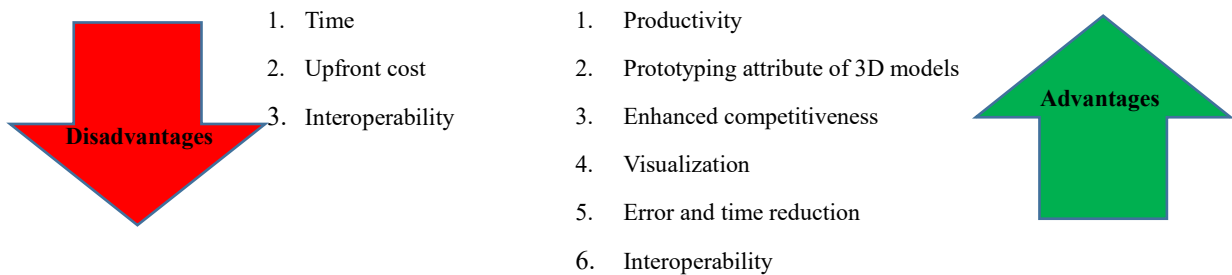 Disadvantages
1. Time
2. Upfront cost
3. Interoperability
1. Productivity
2. Prototyping attribute of 3D models
3. Enhanced competitiveness
4. Visualization
5. Error and time reduction
6. Interoperability
Advantages